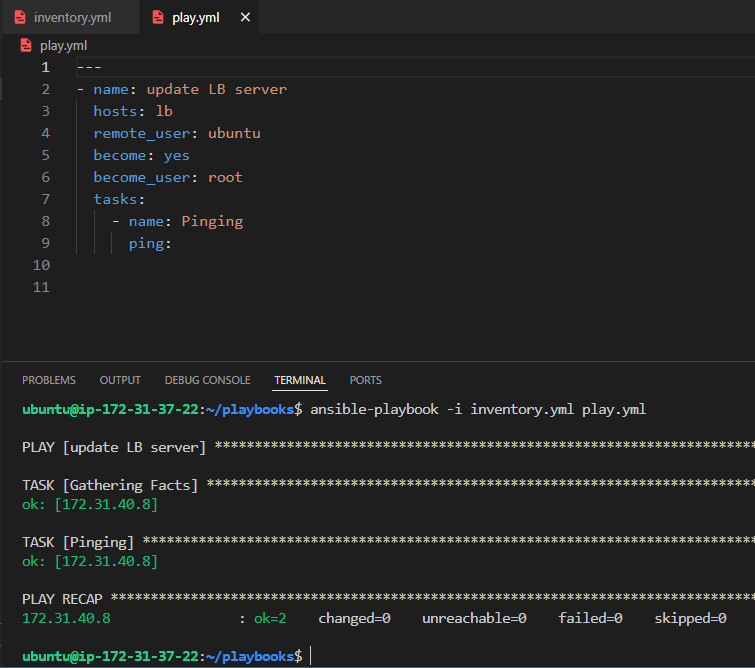 inventory.yml play.yml ×
play.yml
1 ---
2 - name: update LB server
3   hosts: lb
4   remote_user: ubuntu
5   become: yes
6   become_user: root
7   tasks:
8     - name: Pinging
9       ping:
10
11
PROBLEMS OUTPUT DEBUG CONSOLE TERMINAL PORTS
ubuntu@ip-172-31-37-22:~/playbooks$ ansible-playbook -i inventory.yml play.yml
PLAY [update LB server] ********************************************************************
TASK [Gathering Facts] *********************************************************************
ok: [172.31.40.8]
TASK [Pinging] *****************************************************************************
ok: [172.31.40.8]
PLAY RECAP *********************************************************************************
172.31.40.8                : ok=2    changed=0    unreachable=0    failed=0    skipped=0
ubuntu@ip-172-31-37-22:~/playbooks$